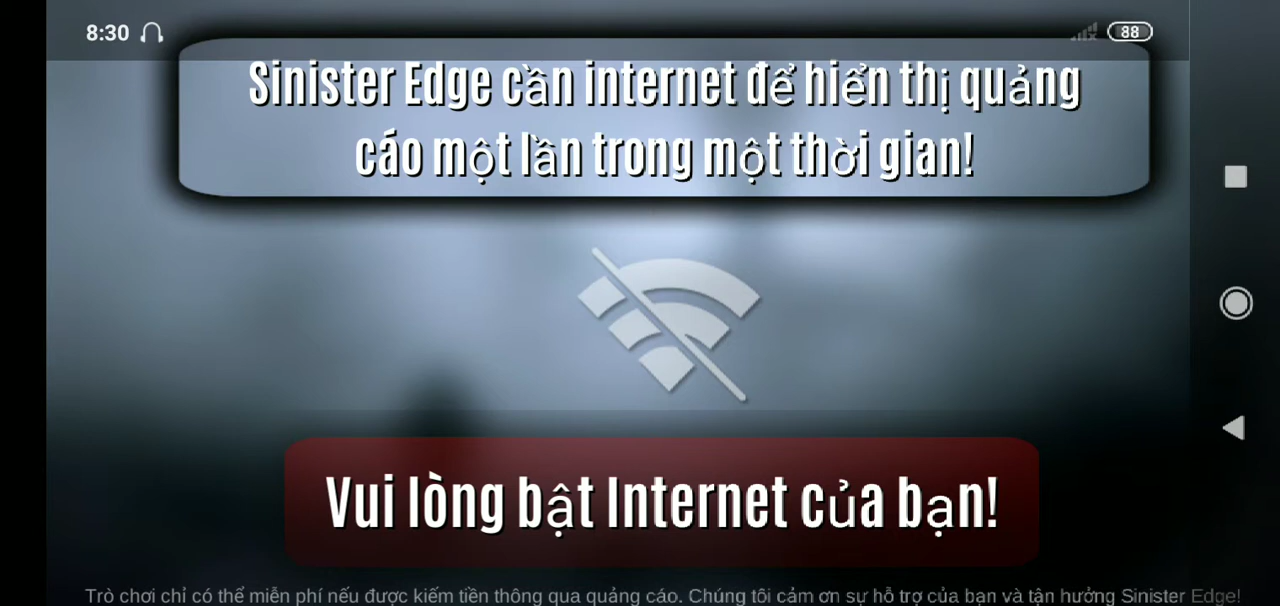 8:30 88
Sinister Edge cần internet để hiển thị quảng
cáo một lần trong một thời gian!
Vui lòng bật Internet của bạn!
Trò chơi chỉ có thể miễn phí nếu được kiếm tiền thông qua quảng cáo. Chúng tôi cảm ơn sự hỗ trợ của bạn và tận hưởng Sinister Edge!